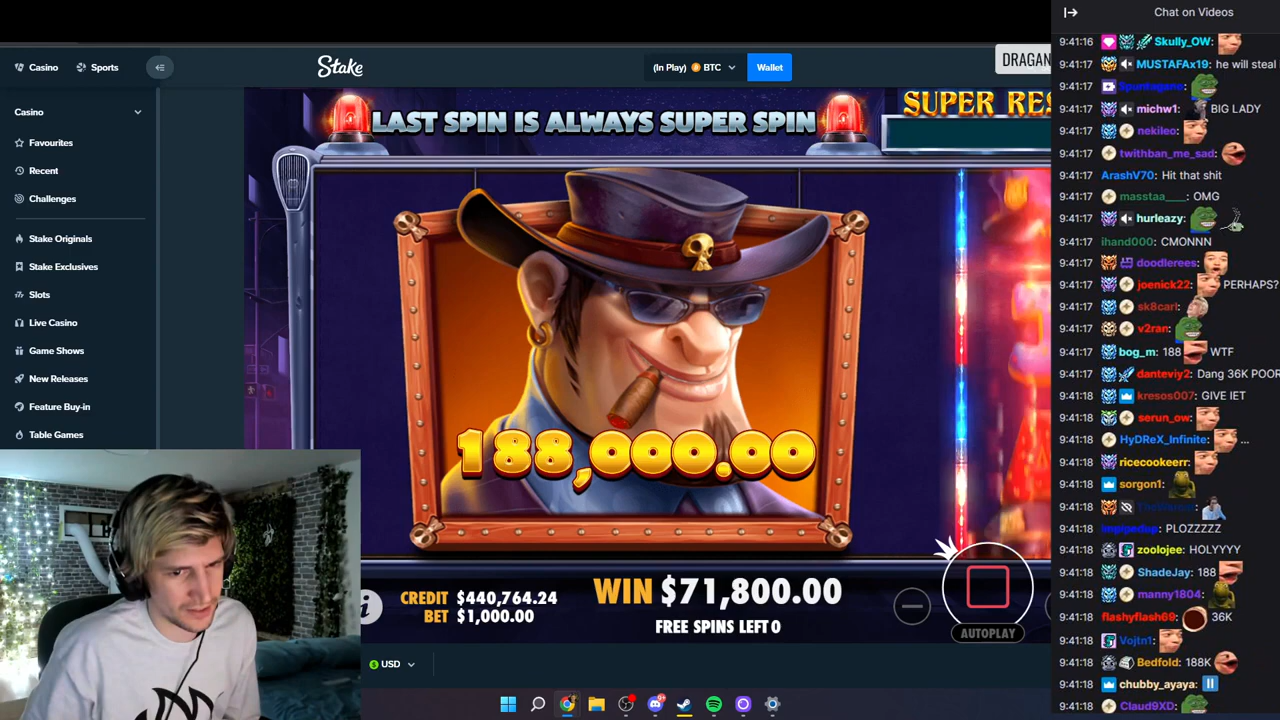 Chat on Videos
Stake
Casino
Sports
(In Play) BTC
Wallet
DRAGAN
Casino
Favourites
Recent
Challenges
Stake Originals
Stake Exclusives
Slots
Live Casino
Game Shows
New Releases
Feature Buy-in
Table Games
LAST SPIN IS ALWAYS SUPER SPIN
SUPER RES
188,000.00
CREDIT $440,764.24
BET $1,000.00
WIN $71,800.00
FREE SPINS LEFT 0
AUTOPLAY
USD
9:41:16 Skully_OW:
9:41:17 MUSTAFAx19: he will steal
9:41:17 Spuntagano:
9:41:17 michw1: BIG LADY
9:41:17 nekileo:
9:41:17 twithban_me_sad:
9:41:17 ArashV70: Hit that shit
9:41:17 masstaa____: OMG
9:41:17 hurleazy:
9:41:17 ihand000: CMONNN
9:41:17 doodlerees:
9:41:17 joenick22: PERHAPS?
9:41:17 sk8carl:
9:41:17 v2ran:
9:41:17 bog_m: 188 WTF
9:41:17 danteviy2: Dang 36K POOR
9:41:18 kresos007: GIVE IET
9:41:18 serun_ow:
9:41:18 HyDReX_Infinite: ...
9:41:18 ricecookeerr:
9:41:18 sorgon1:
9:41:18
9:41:18 PLOZZZZZ
9:41:18 zoolojee: HOLYYYY
9:41:18 ShadeJay: 188
9:41:18 manny1804:
9:41:18 flashyflash69: 36K
9:41:18 Vojtn1:
9:41:18 Bedfold: 188K
9:41:18 chubby_ayaya:
9:41:18 Claud9XD: